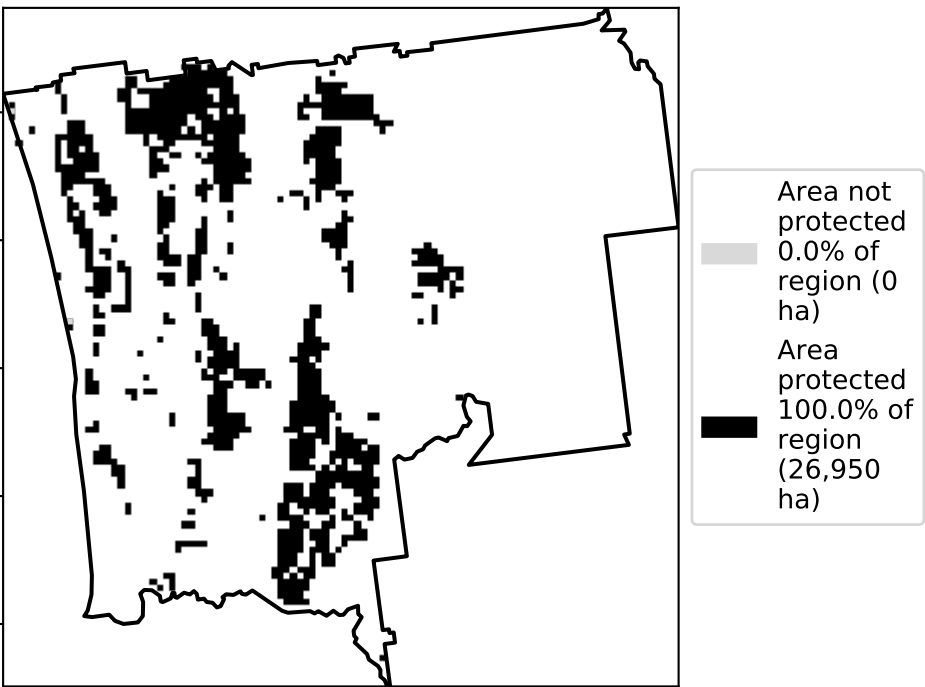 Area not
protected
0.0% of
region (0
ha)
Area
protected
100.0% of
region
(26,950
ha)